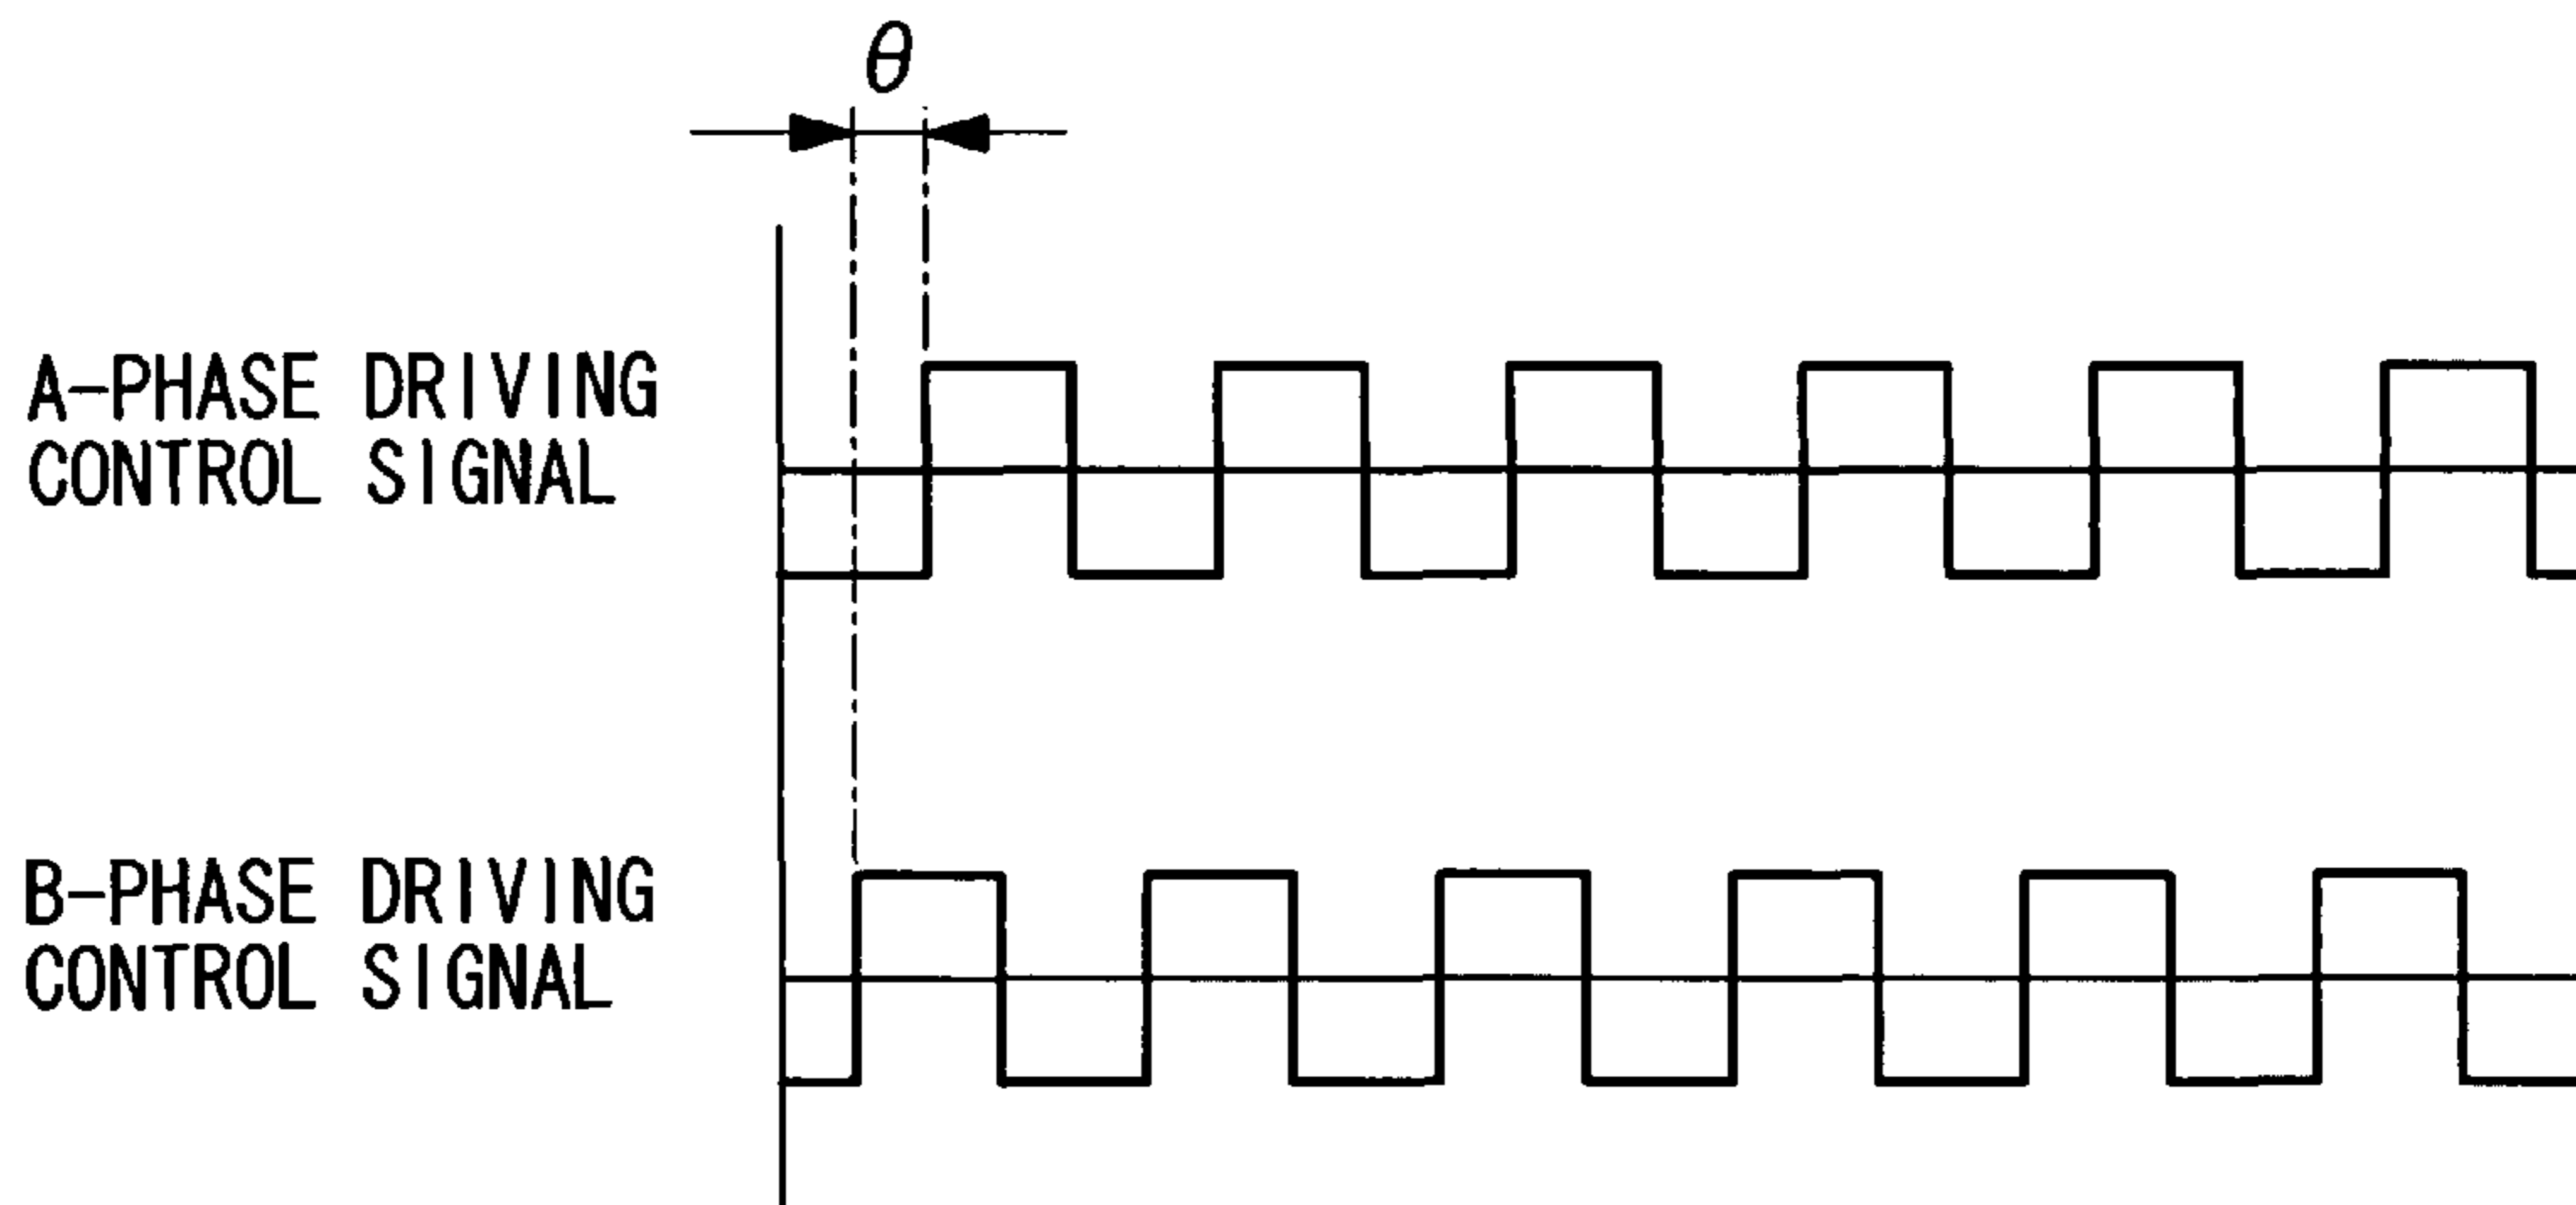 θ
A-PHASE DRIVING
CONTROL SIGNAL
B-PHASE DRIVING
CONTROL SIGNAL